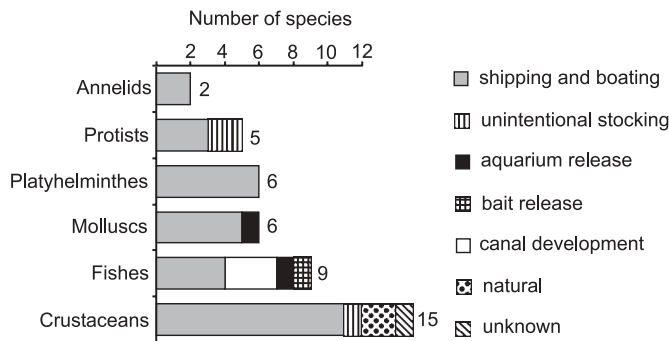 Number of species
2 4 6 8 10 12
Annelids 2
Protists 5
Platyhelminthes 6
Molluscs 6
Fishes 9
Crustaceans 15
shipping and boating
unintentional stocking
aquarium release
bait release
canal development
natural
unknown